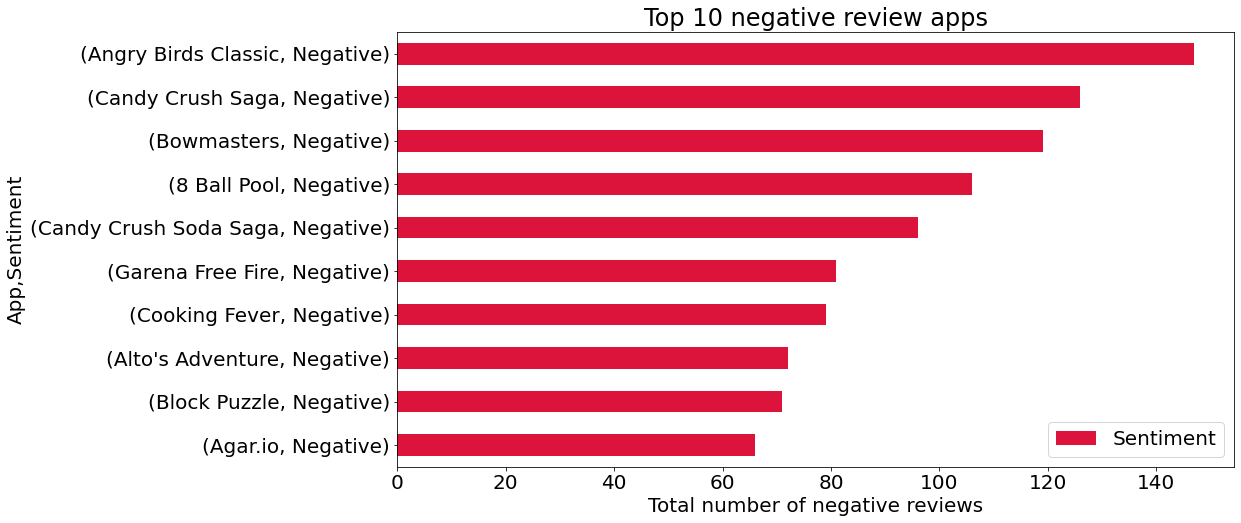 Top 10 negative review apps
App,Sentiment
(Angry Birds Classic, Negative)
(Candy Crush Saga, Negative)
(Bowmasters, Negative)
(8 Ball Pool, Negative)
(Candy Crush Soda Saga, Negative)
(Garena Free Fire, Negative)
(Cooking Fever, Negative)
(Alto's Adventure, Negative)
(Block Puzzle, Negative)
(Agar.io, Negative)
Sentiment
0 20 40 60 80 100 120 140
Total number of negative reviews